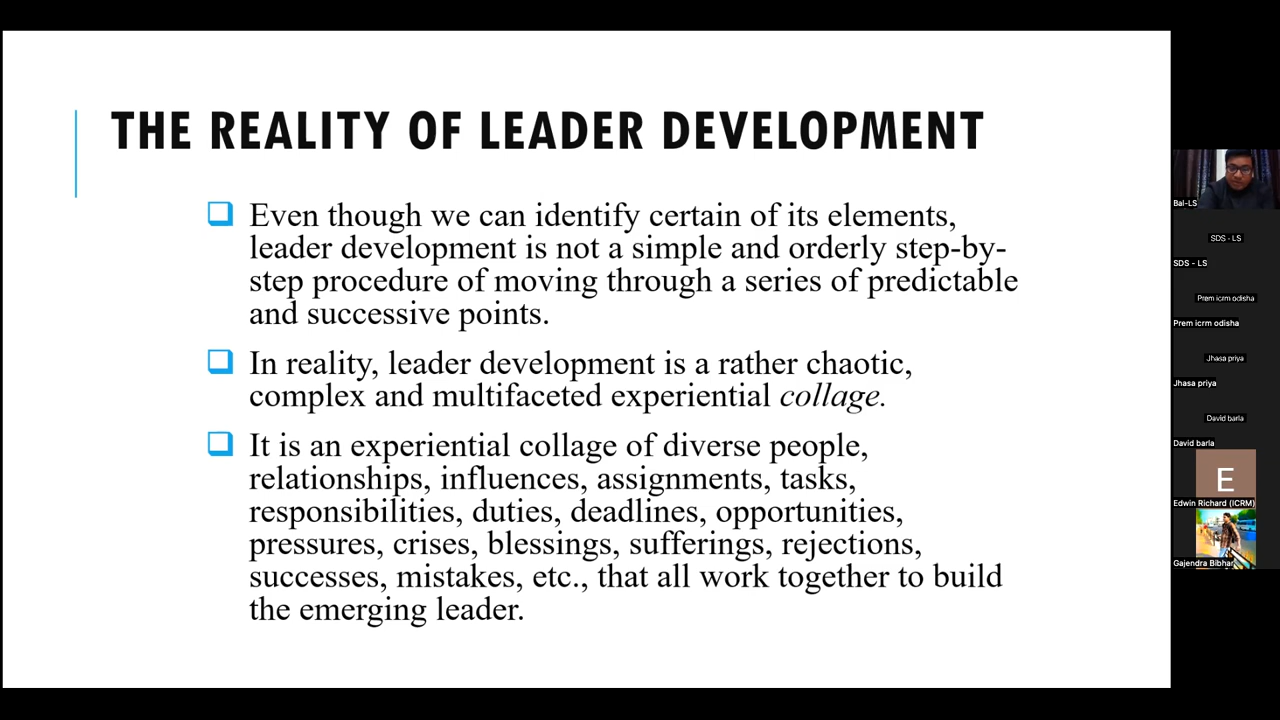 THE REALITY OF LEADER DEVELOPMENT
Even though we can identify certain of its elements,
leader development is not a simple and orderly step-by-
step procedure of moving through a series of predictable
and successive points.
In reality, leader development is a rather chaotic,
complex and multifaceted experiential collage.
It is an experiential collage of diverse people,
relationships, influences, assignments, tasks,
responsibilities, duties, deadlines, opportunities,
pressures, crises, blessings, sufferings, rejections,
successes, mistakes, etc., that all work together to build
the emerging leader.
Bal-LS
SDS - LS
SDS - LS
Prem icrm odisha
Prem icrm odisha
Jhasa priya
Jhasa priya
David barla
David barla
E
Edwin Richard (ICRM)
Gajendra Bibhar